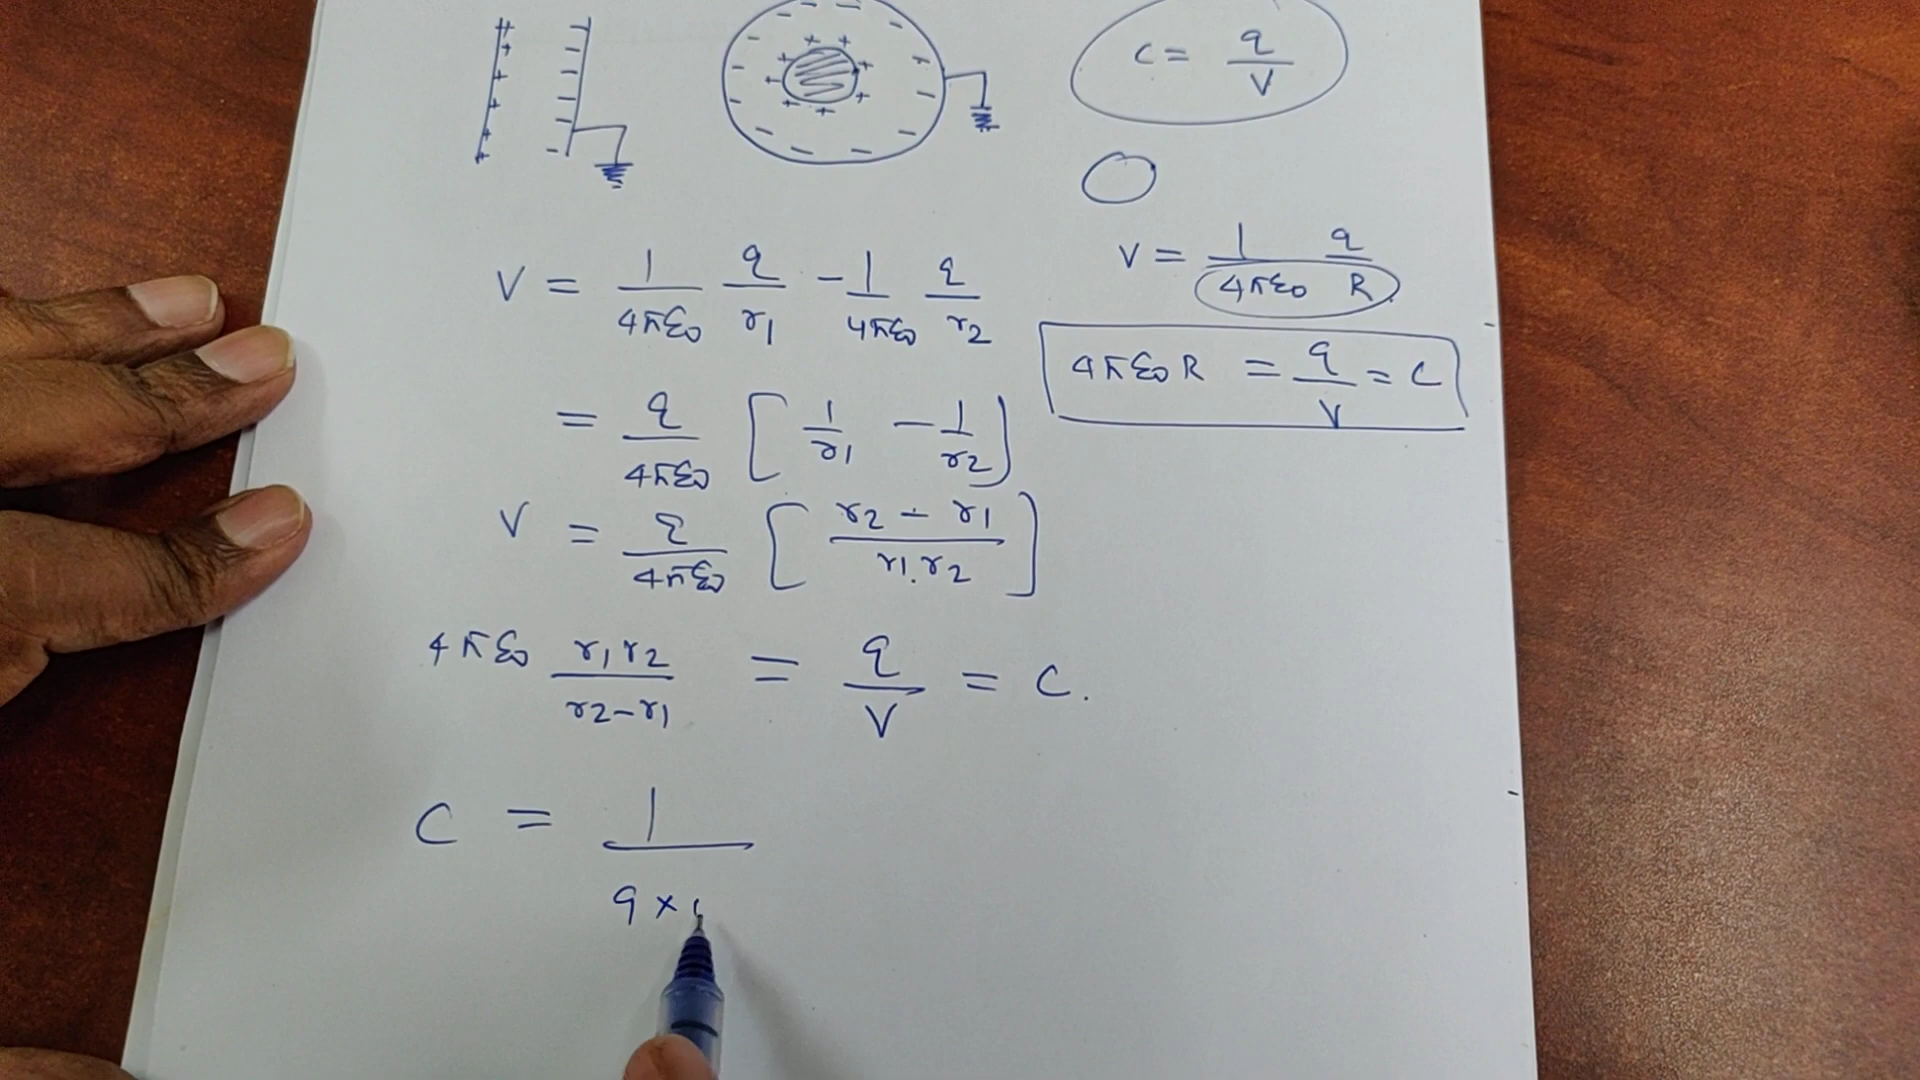 C = q/V
V = 1/4πε0 q/r1 - 1/4πε0 q/r2
V = 1/4πε0 q/R
4πε0R = q/V = C
= q/4πε0 [1/r1 - 1/r2]
V = q/4πε0 [r2 - r1/r1.r2]
4πε0 r1r2/r2-r1 = q/V = C.
C = 1/9×